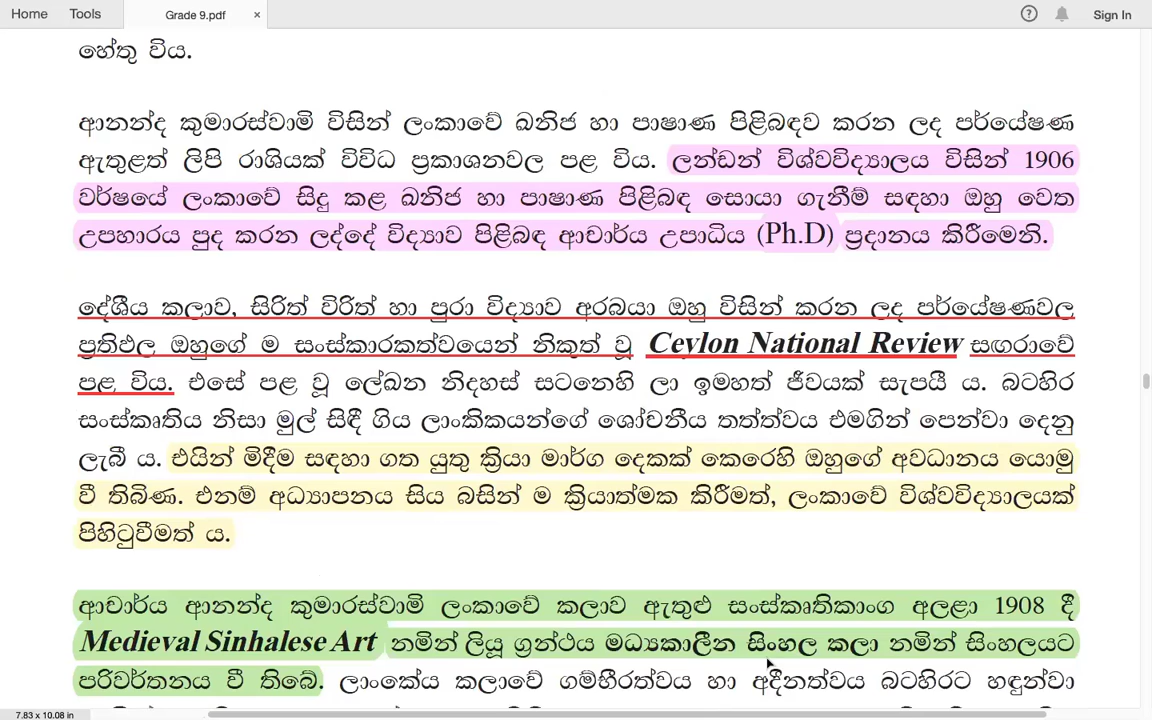 Home Tools Grade 9.pdf × Sign In
හේතු විය.
ආනන්ද කුමාරස්වාමි විසින් ලංකාවේ ඛනිජ හා පාෂාණ පිළිබඳව කරන ලද පර්යේෂණ
ඇතුළත් ලිපි රාශියක් විවිධ ප්‍රකාශනවල පළ විය. ලන්ඩන් විශ්වවිද්‍යාලය විසින් 1906
වර්ෂයේ ලංකාවේ සිදු කළ ඛනිජ හා පාෂාණ පිළිබඳ සොයා ගැනීම් සඳහා ඔහු වෙත
උපහාරය පුද කරන ලද්දේ විද්‍යාව පිළිබඳ ආචාර්ය උපාධිය (Ph.D) ප්‍රදානය කිරීමෙනි.
දේශීය කලාව, සිරිත් විරිත් හා පුරා විද්‍යාව අරබයා ඔහු විසින් කරන ලද පර්යේෂණවල
ප්‍රතිඵල ඔහුගේ ම සංස්කාරකත්වයෙන් නිකුත් වූ Ceylon National Review සඟරාවේ
පළ විය. එසේ පළ වූ ලේඛන නිදහස් සටනෙහි ලා ඉමහත් ජීවයක් සැපයී ය. බටහිර
සංස්කෘතිය නිසා මුල් සිඳී ගිය ලාංකිකයන්ගේ ශෝචනීය තත්ත්වය එමගින් පෙන්වා දෙනු
ලැබී ය. එයින් මිදීම සඳහා ගත යුතු ක්‍රියා මාර්ග දෙකක් කෙරෙහි ඔහුගේ අවධානය යොමු
වී තිබිණ. එනම් අධ්‍යාපනය සිය බසින් ම ක්‍රියාත්මක කිරීමත්, ලංකාවේ විශ්වවිද්‍යාලයක්
පිහිටුවීමත් ය.
ආචාර්ය ආනන්ද කුමාරස්වාමි ලංකාවේ කලාව ඇතුළු සංස්කෘතිකාංග අලළා 1908 දී
Medieval Sinhalese Art නමින් ලියූ ග්‍රන්ථය මධ්‍යකාලීන සිංහල කලා නමින් සිංහලයට
පරිවර්තනය වී තිබේ. ලාංකේය කලාවේ ගම්භීරත්වය හා අදීනත්වය බටහිරට හඳුන්වා
7.83 x 10.08 in